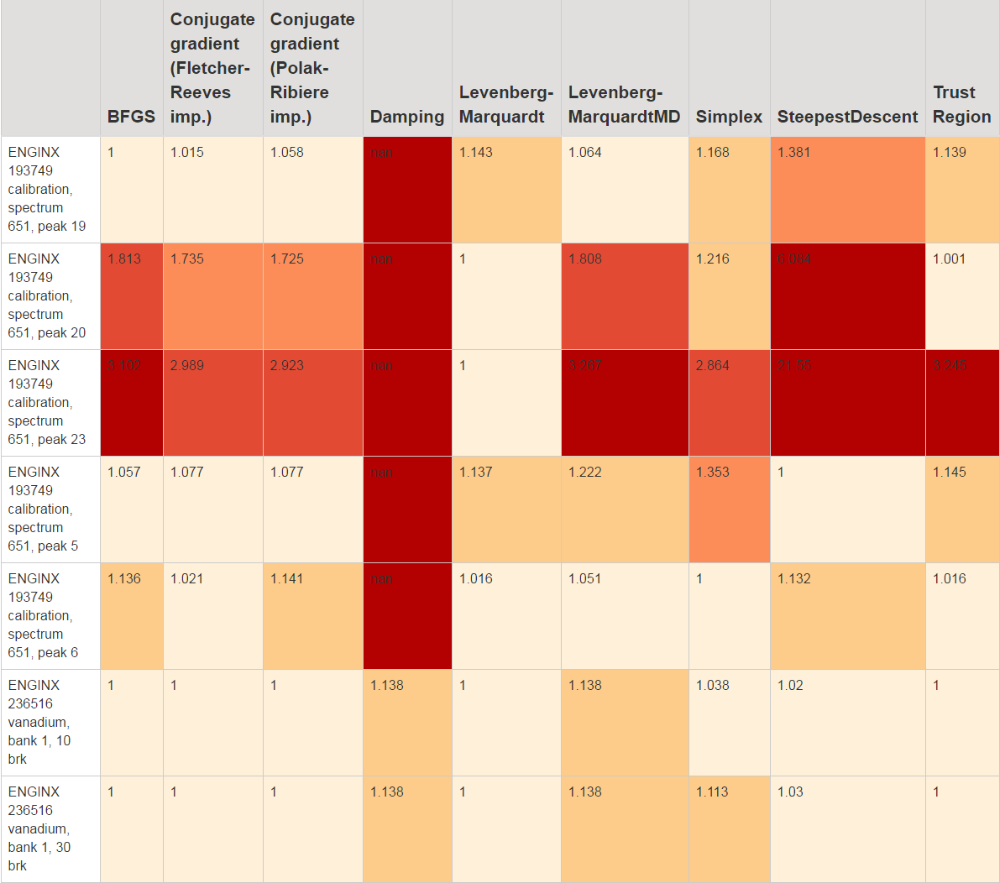 BFGS
Conjugate
gradient
(Fletcher-
Reeves
imp.)
Conjugate
gradient
(Polak-
Ribiere
imp.)
Damping
Levenberg-
Marquardt
Levenberg-
MarquardtMD
Simplex
SteepestDescent
Trust
Region
ENGINX
193749
calibration,
spectrum
651, peak 19
1
1.015
1.058
nan
1.143
1.064
1.168
1.381
1.139
ENGINX
193749
calibration,
spectrum
651, peak 20
1.813
1.735
1.725
nan
1
1.808
1.216
6.084
1.001
ENGINX
193749
calibration,
spectrum
651, peak 23
3.102
2.989
2.923
nan
1
3.267
2.864
21.56
3.245
ENGINX
193749
calibration,
spectrum
651, peak 5
1.057
1.077
1.077
nan
1.137
1.222
1.353
1
1.145
ENGINX
193749
calibration,
spectrum
651, peak 6
1.136
1.021
1.141
nan
1.016
1.051
1
1.132
1.016
ENGINX
236516
vanadium,
bank 1, 10
brk
1
1
1
1.138
1
1.138
1.038
1.02
1
ENGINX
236516
vanadium,
bank 1, 30
brk
1
1
1
1.138
1
1.138
1.113
1.03
1